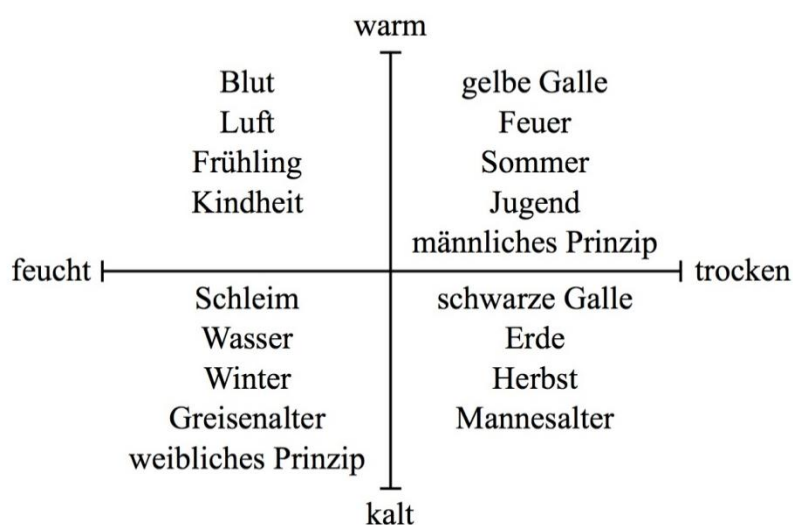 warm
Blut
Luft
Frühling
Kindheit
gelbe Galle
Feuer
Sommer
Jugend
männliches Prinzip
feucht
trocken
Schleim
Wasser
Winter
Greisenalter
weibliches Prinzip
schwarze Galle
Erde
Herbst
Mannesalter
kalt